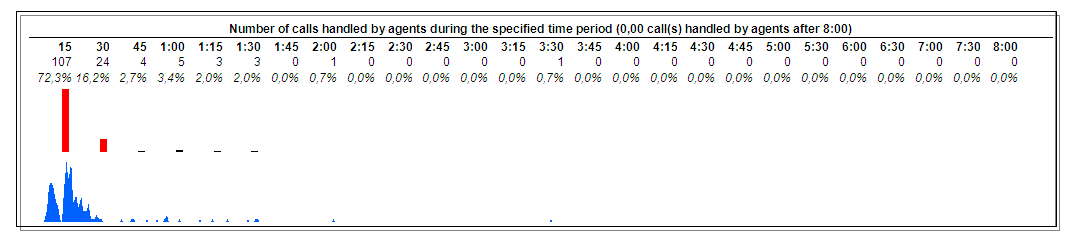 Number of calls handled by agents during the specified time period (0,00 call(s) handled by agents after 8:00)
15 30 45 1:00 1:15 1:30 1:45 2:00 2:15 2:30 2:45 3:00 3:15 3:30 3:45 4:00 4:15 4:30 4:45 5:00 5:30 6:00 6:30 7:00 7:30 8:00
107 24 4 5 3 3 0 1 0 0 0 0 0 1 0 0 0 0 0 0 0 0 0 0 0 0
72,3% 16,2% 2,7% 3,4% 2,0% 2,0% 0,0% 0,7% 0,0% 0,0% 0,0% 0,0% 0,0% 0,7% 0,0% 0,0% 0,0% 0,0% 0,0% 0,0% 0,0% 0,0% 0,0% 0,0% 0,0% 0,0%